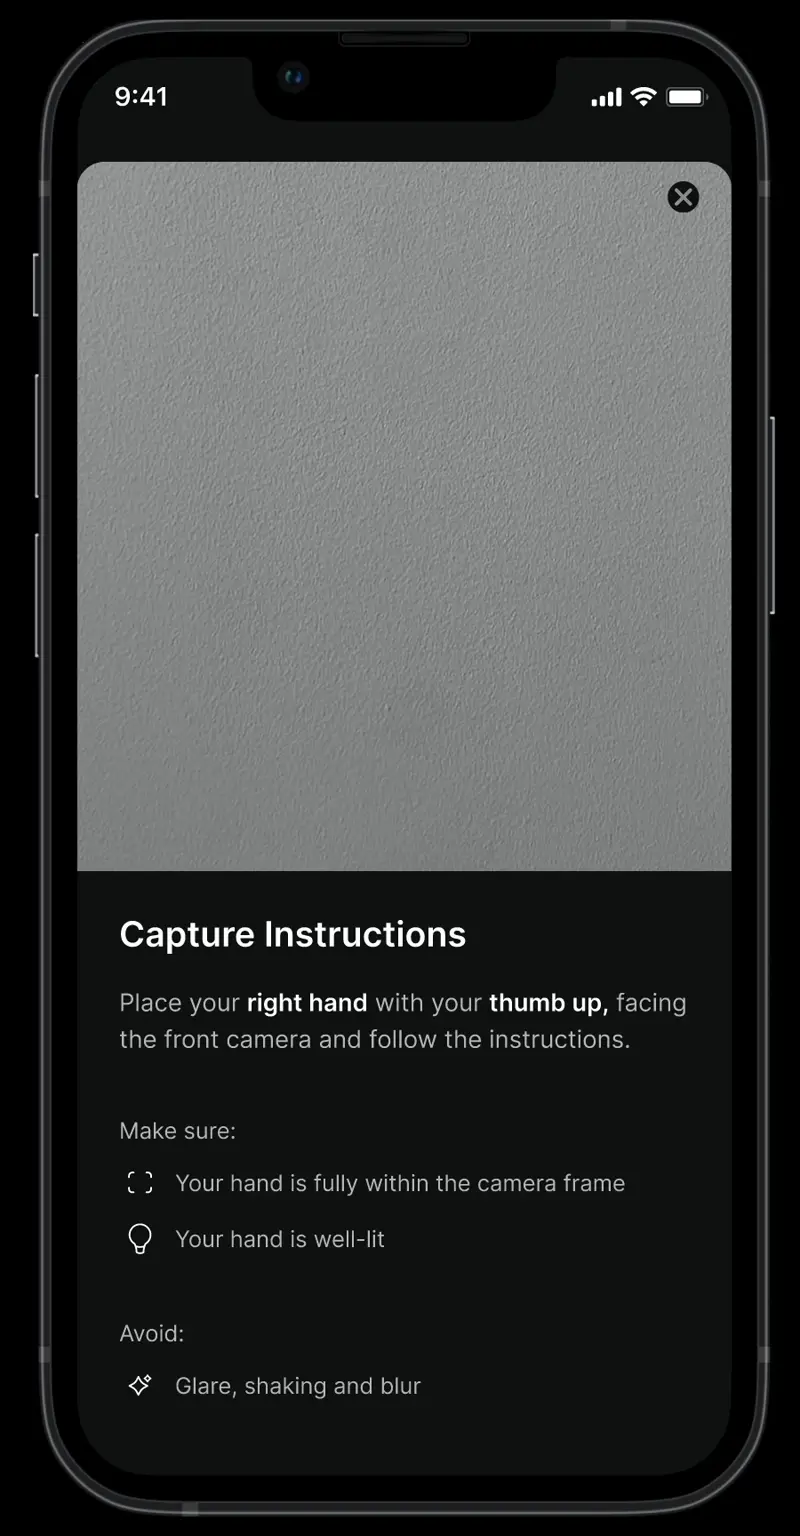 9:41
Capture Instructions
Place your right hand with your thumb up, facing
the front camera and follow the instructions.
Make sure:
Your hand is fully within the camera frame
Your hand is well-lit
Avoid:
Glare, shaking and blur